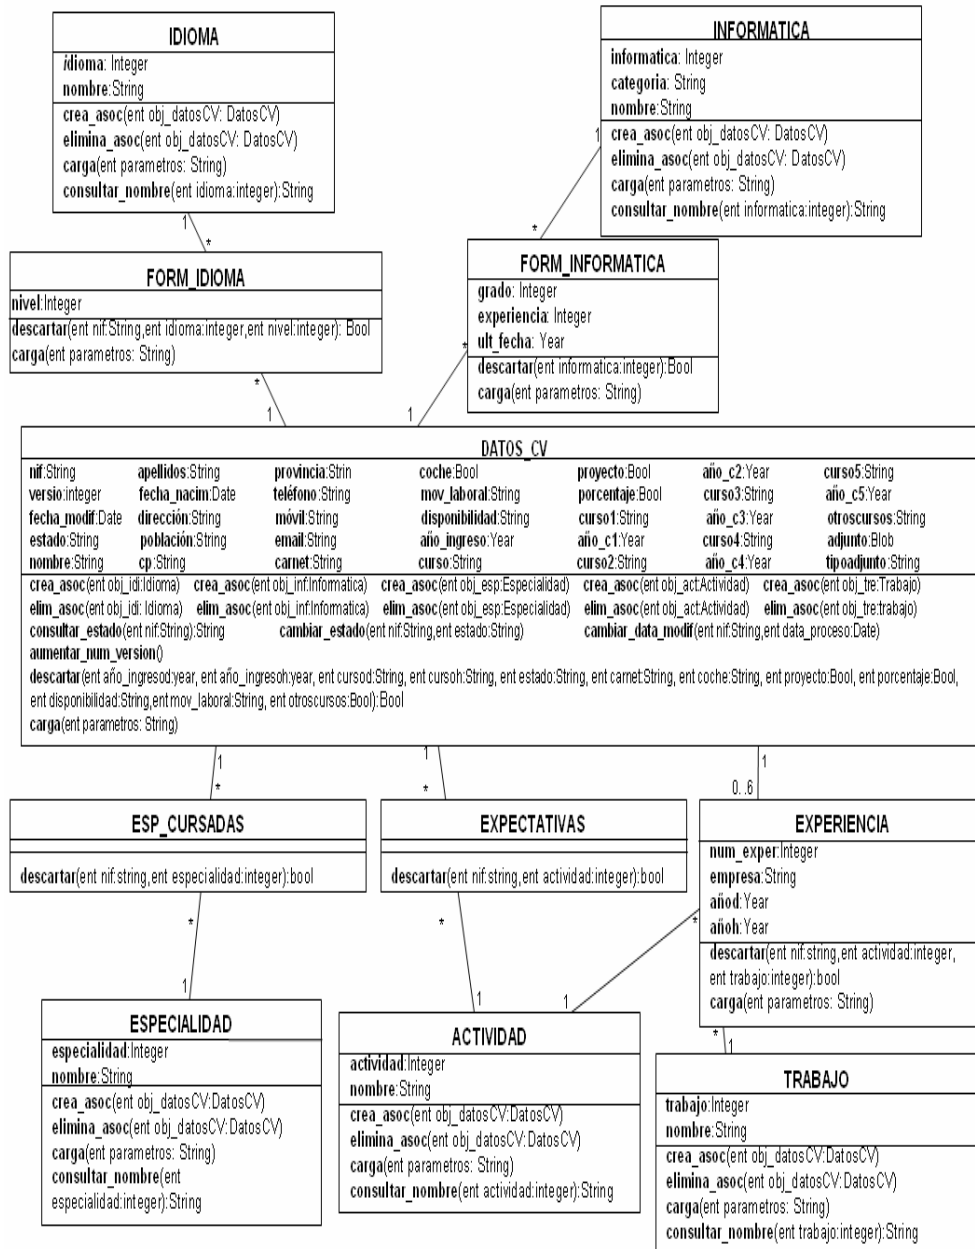 IDIOMA
idioma: Integer
nombre:String
crea_asoc(ent obj_datosCV: DatosCV)
elimina_asoc(ent obj_datosCV: DatosCV)
carga(ent parametros: String)
consultar_nombre(ent idioma:integer):String
INFORMATICA
informatica: Integer
categoria: String
nombre:String
crea_asoc(ent obj_datosCV: DatosCV)
elimina_asoc(ent obj_datosCV: DatosCV)
carga(ent parametros: String)
consultar_nombre(ent informatica:integer):String
1
*
1
*
FORM_IDIOMA
nivel:Integer
descartar(ent nif:String,ent idioma:integer,ent nivel:integer): Bool
carga(ent parametros: String)
FORM_INFORMATICA
grado: Integer
experiencia: Integer
ult_fecha: Year
descartar(ent informatica:integer):Bool
carga(ent parametros: String)
*
1
*
1
DATOS_CV
nif:String apellidos:String provincia:Strin coche:Bool proyecto:Bool año_c2:Year curso5:String
versio:integer fecha_nacim:Date teléfono:String mov_laboral:String porcentaje:Bool curso3:String año_c5:Year
fecha_modif:Date dirección:String móvil:String disponibilidad:String curso1:String año_c3:Year otroscursos:String
estado:String población:String email:String año_ingreso:Year año_c1:Year curso4:String adjunto:Blob
nombre:String cp:String carnet:String curso:String curso2:String año_c4:Year tipoadjunto:String
crea_asoc(ent obj_idi:Idioma) crea_asoc(ent obj_inf:Informatica) crea_asoc(ent obj_esp:Especialidad) crea_asoc(ent obj_act:Actividad) crea_asoc(ent obj_tre:Trabajo)
elim_asoc(ent obj_idi: Idioma) elim_asoc(ent obj_inf:Informatica) elim_asoc(ent obj_esp:Especialidad) elim_asoc(ent obj_act:Actividad) elim_asoc(ent obj_tre:trabajo)
consultar_estado(ent nif:String):String cambiar_estado(ent nif:String,ent estado:String) cambiar_data_modif(ent nif:String,ent data_proceso:Date)
aumentar_num_version()
descartar(ent año_ingresod:year, ent año_ingresoh:year, ent cursod:String, ent cursoh:String, ent estado:String, ent carnet:String, ent coche:String, ent proyecto:Bool, ent porcentaje:Bool,
ent disponibilidad:String,ent mov_laboral:String, ent otroscursos:Bool): Bool
carga(ent parametros: String)
1
*
1
*
1
0..6
ESP_CURSADAS
descartar(ent nif:string,ent especialidad:integer):bool
EXPECTATIVAS
descartar(ent nif:string,ent actividad:integer):bool
EXPERIENCIA
num_exper:Integer
empresa:String
añod:Year
añoh:Year
descartar(ent nif:string,ent actividad:integer,
ent trabajo:integer):bool
carga(ent parametros: String)
*
1
*
1
*
1
*
1
ESPECIALIDAD
especialidad:Integer
nombre:String
crea_asoc(ent obj_datosCV:DatosCV)
elimina_asoc(ent obj_datosCV:DatosCV)
carga(ent parametros: String)
consultar_nombre(ent
especialidad:integer):String
ACTIVIDAD
actividad:Integer
nombre:String
crea_asoc(ent obj_datosCV:DatosCV)
elimina_asoc(ent obj_datosCV:DatosCV)
carga(ent parametros: String)
consultar_nombre(ent actividad:integer):String
TRABAJO
trabajo:Integer
nombre:String
crea_asoc(ent obj_datosCV:DatosCV)
elimina_asoc(ent obj_datosCV:DatosCV)
carga(ent parametros: String)
consultar_nombre(ent trabajo:integer):String